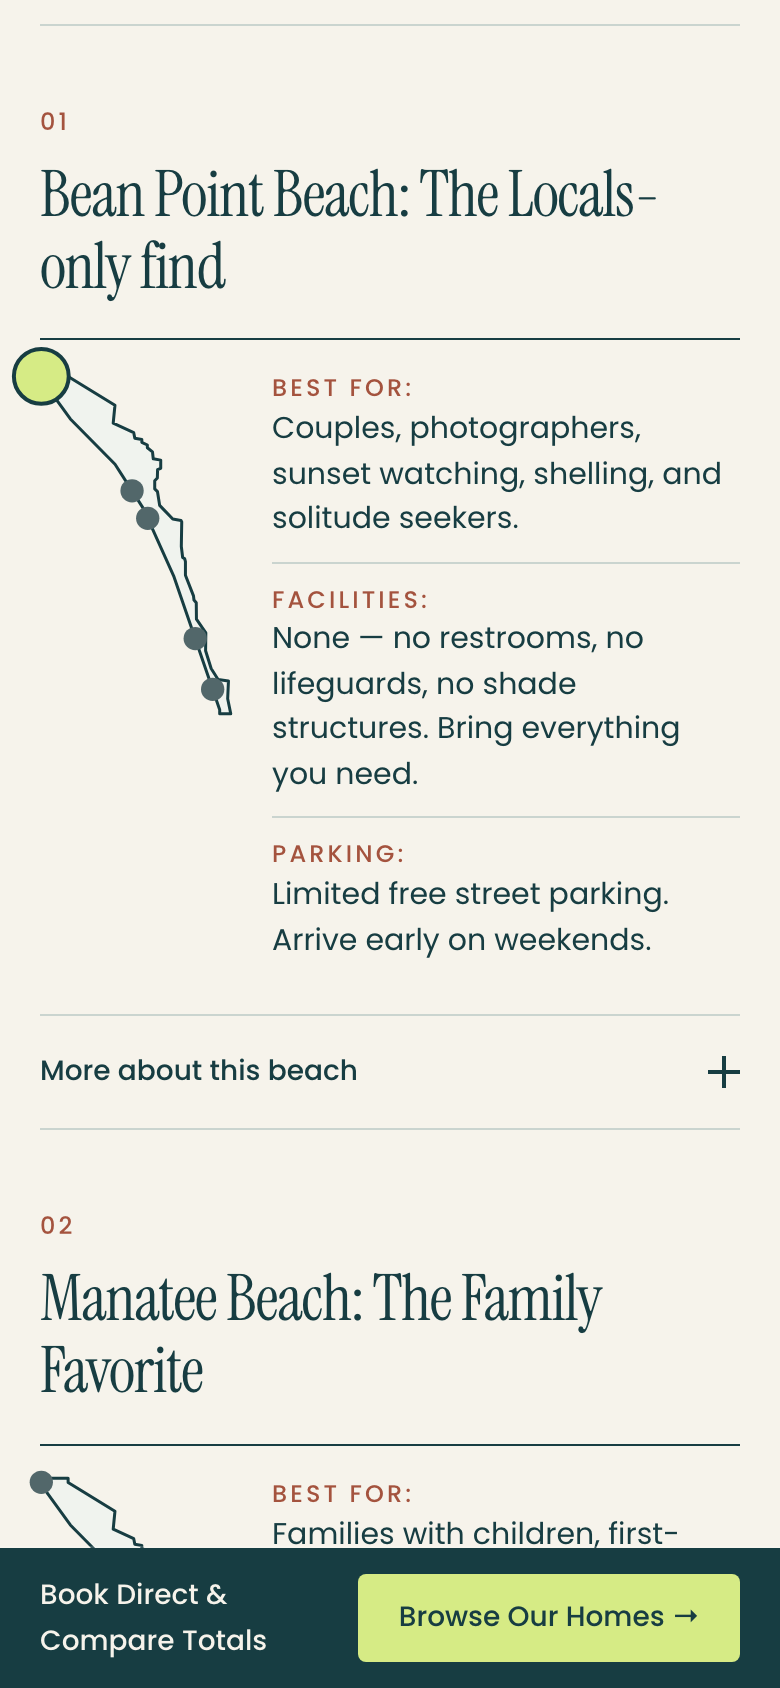 01
Bean Point Beach: The Locals-
only find
BEST FOR:
Couples, photographers,
sunset watching, shelling, and
solitude seekers.
FACILITIES:
None — no restrooms, no
lifeguards, no shade
structures. Bring everything
you need.
PARKING:
Limited free street parking.
Arrive early on weekends.
More about this beach
02
Manatee Beach: The Family
Favorite
BEST FOR:
Families with children, first-
Book Direct &
Compare Totals
Browse Our Homes →